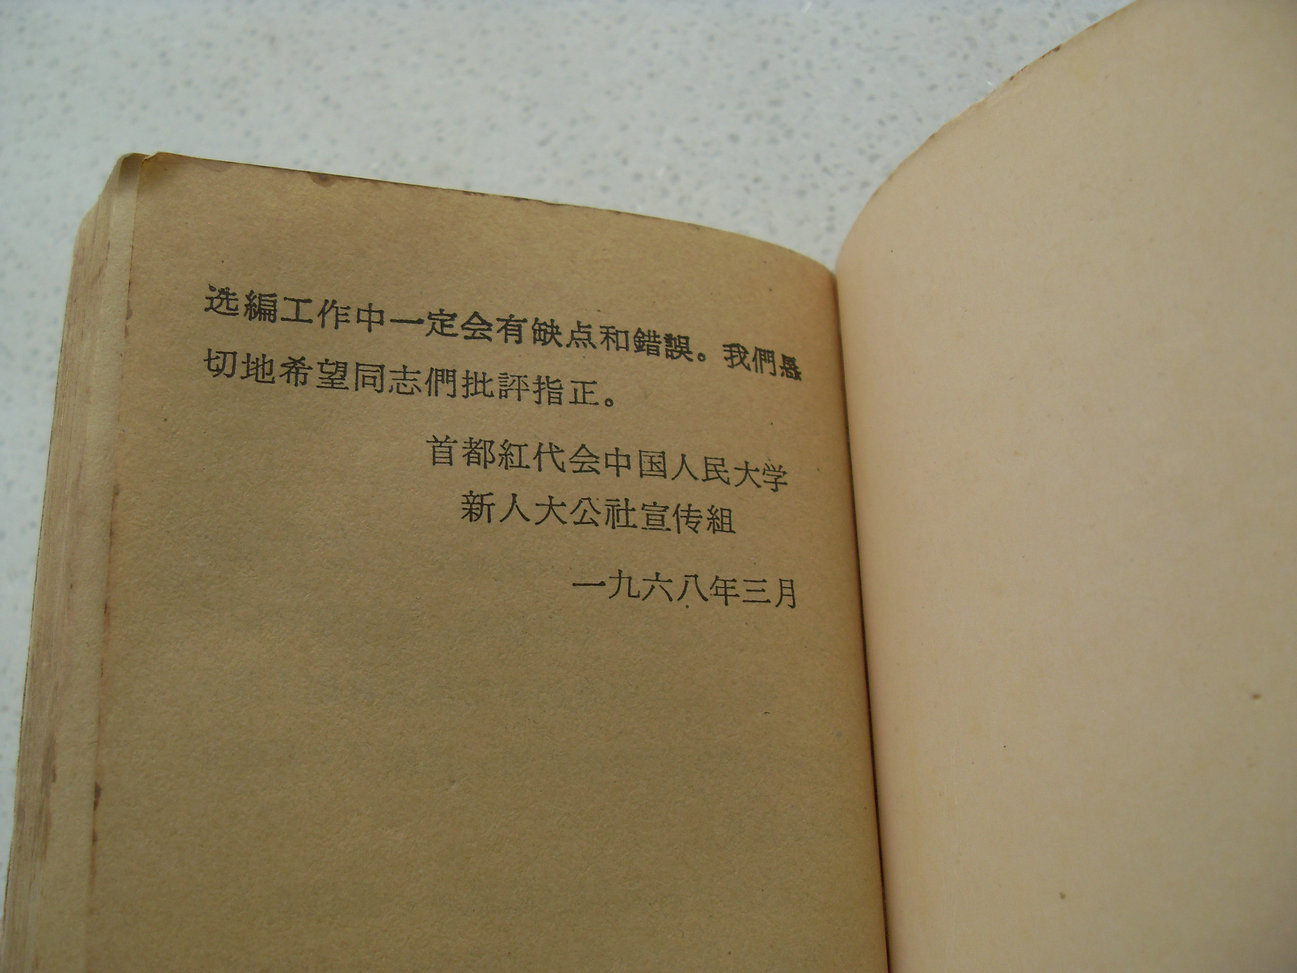 选編工作中一定会有缺点和錯誤。我們恳
切地希望同志們批評指正。
首都紅代会中国人民大学
新人大公社宣传組
一九六八年三月